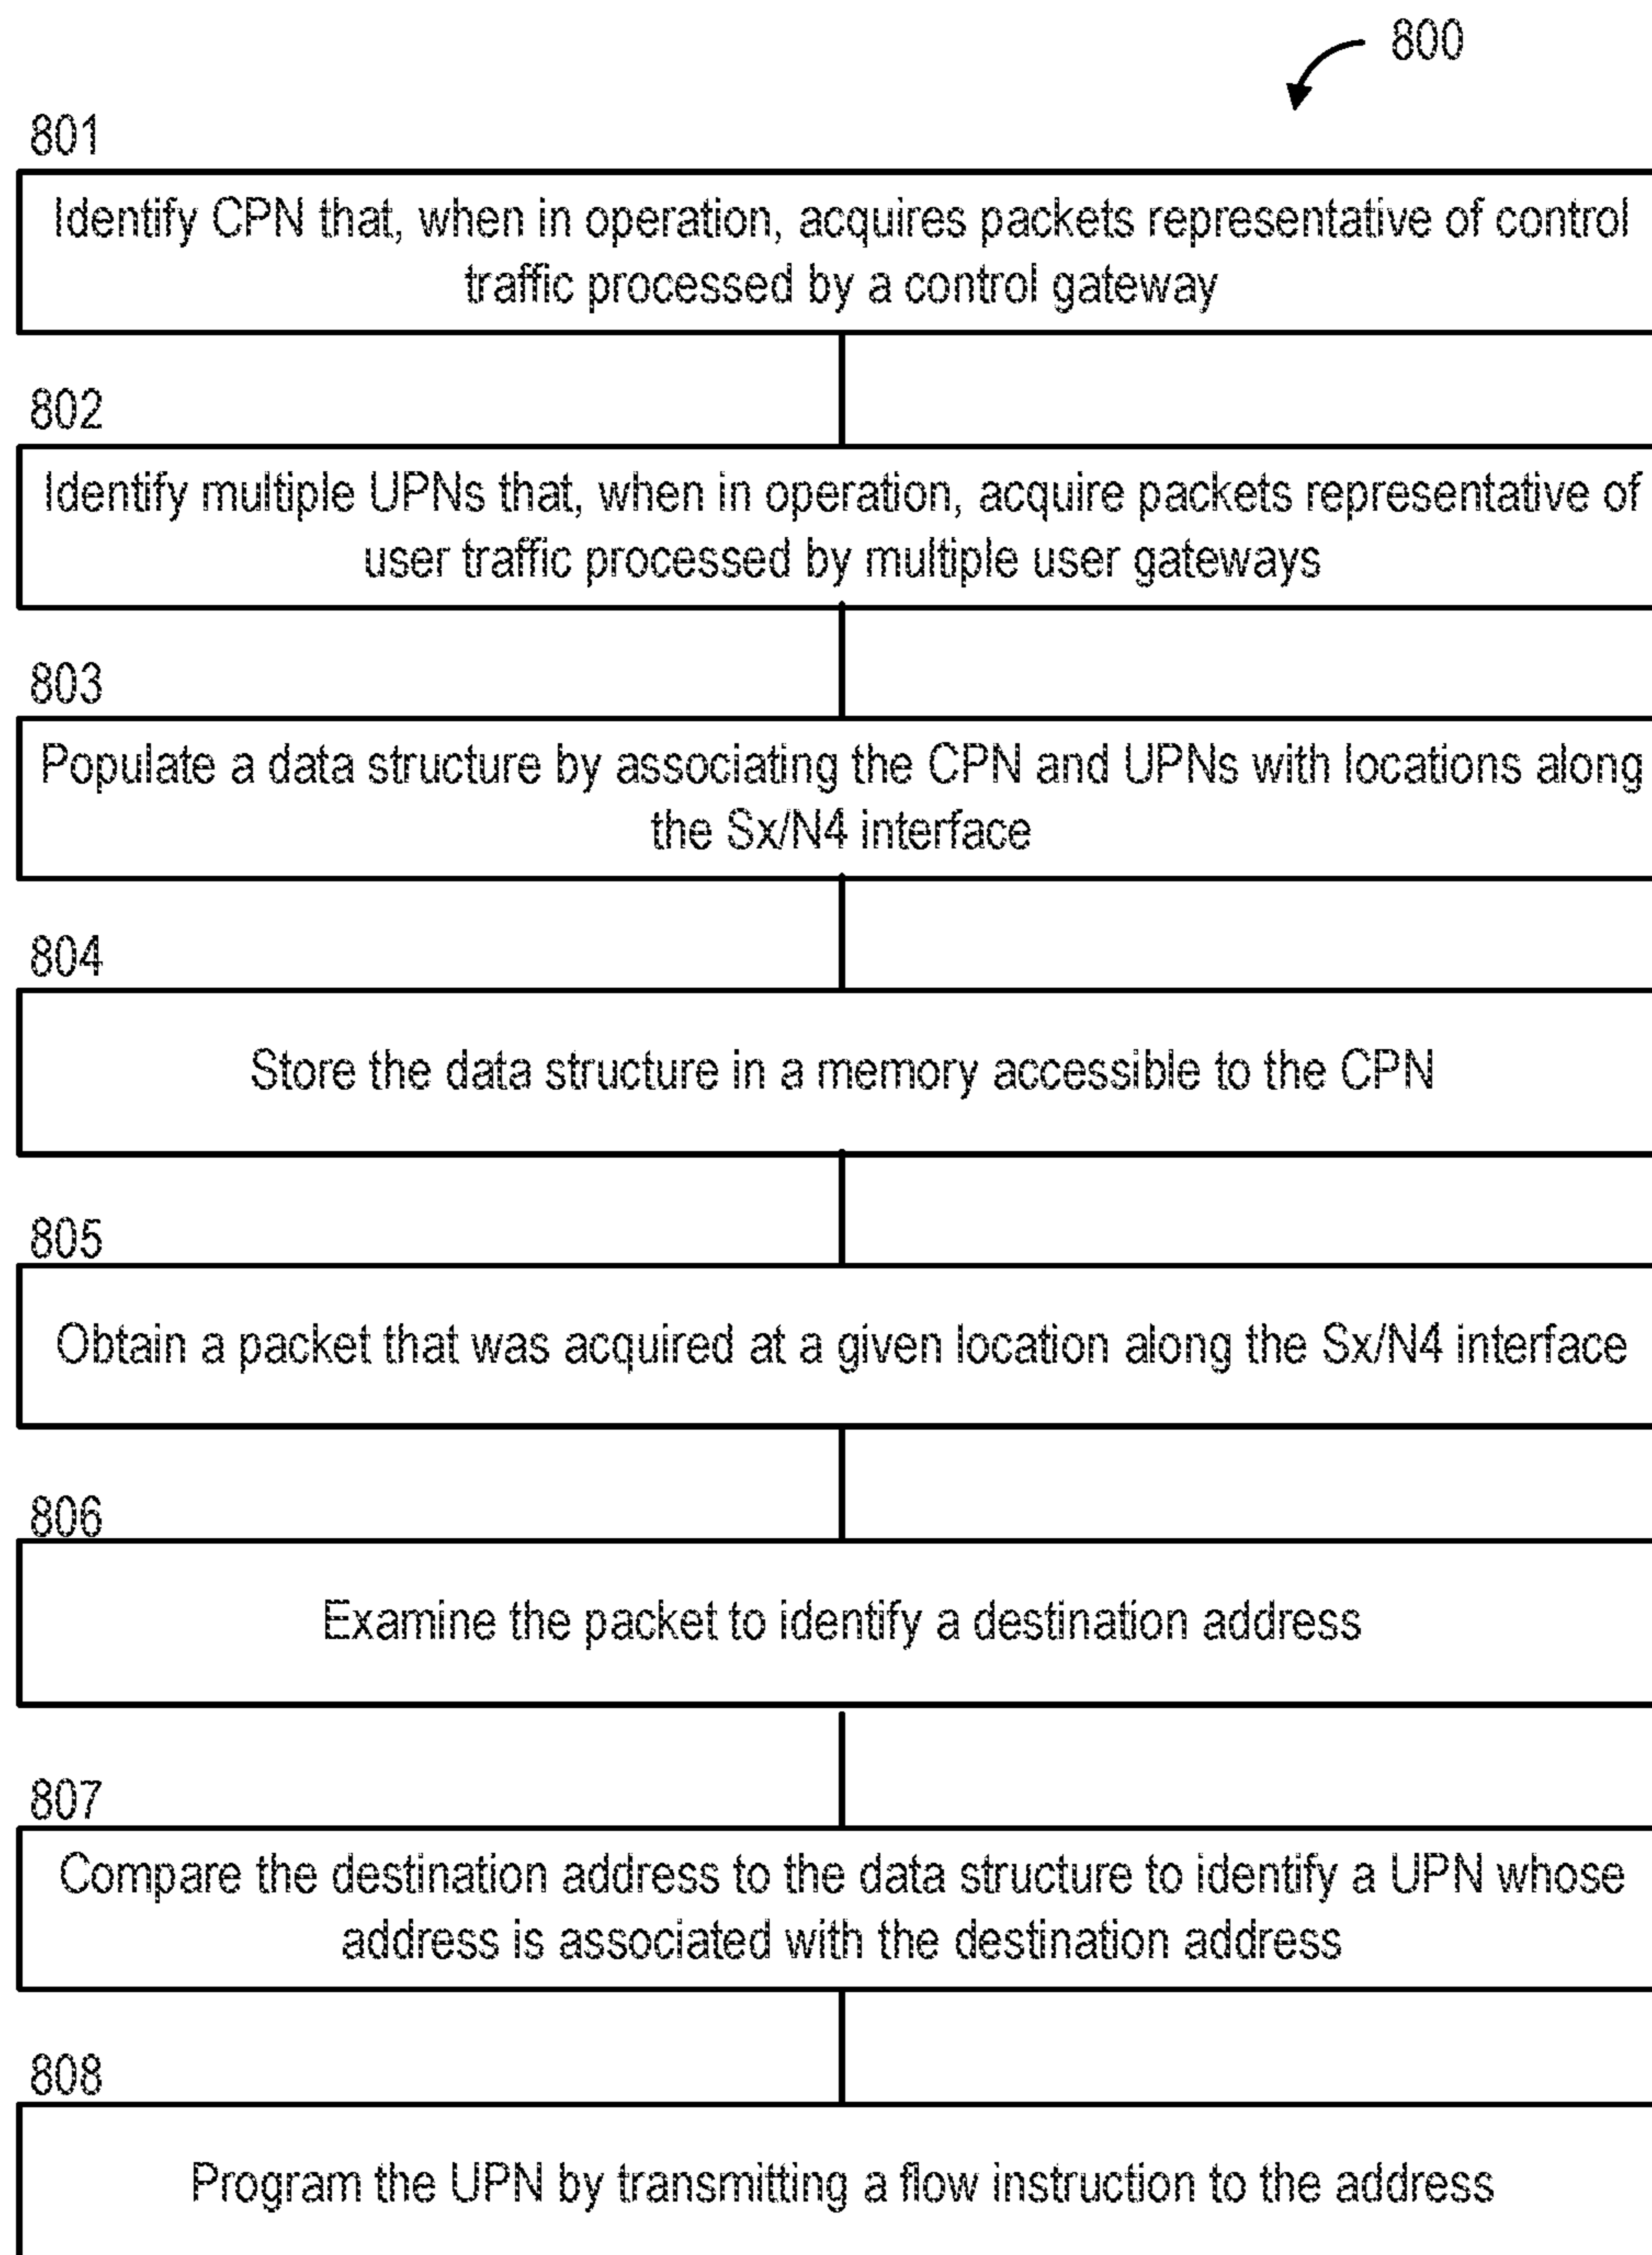 800
801
Identify CPN that, when in operation, acquires packets representative of control
traffic processed by a control gateway
802
Identify multiple UPNs that, when in operation, acquire packets representative of
user traffic processed by multiple user gateways
803
Populate a data structure by associating the CPN and UPNs with locations along
the Sx/N4 interface
804
Store the data structure in a memory accessible to the CPN
805
Obtain a packet that was acquired at a given location along the Sx/N4 interface
806
Examine the packet to identify a destination address
807
Compare the destination address to the data structure to identify a UPN whose
address is associated with the destination address
808
Program the UPN by transmitting a flow instruction to the address